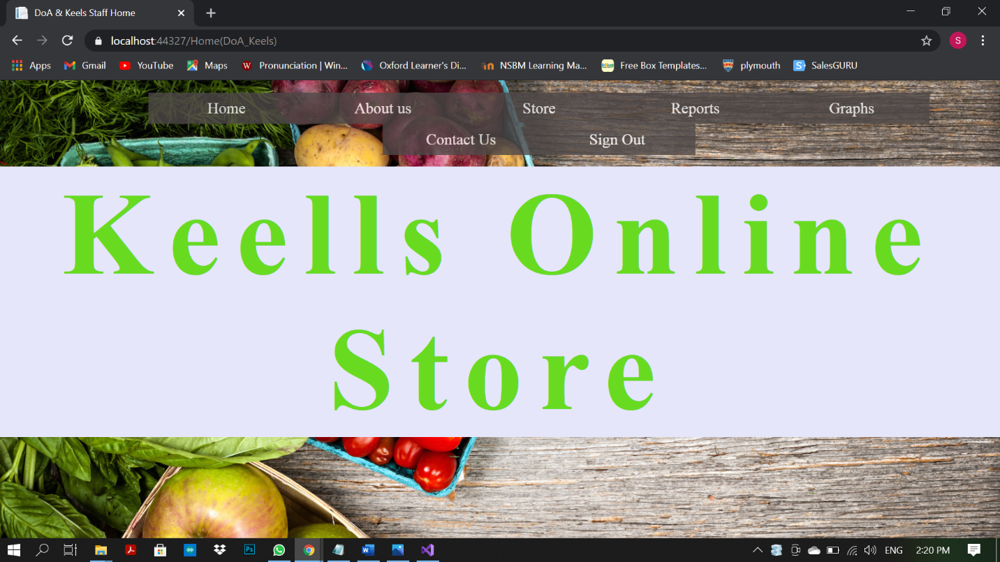 DoA & Keels Staff Home
localhost:44327/Home(DoA_Keels)
S
Apps Gmail YouTube Maps Pronunciation | Win... Oxford Learner's Di... NSBM Learning Ma... Free Box Templates... plymouth SalesGURU
Home About us Store Reports Graphs
Contact Us Sign Out
Keells Online
Store
ENG 2:20 PM